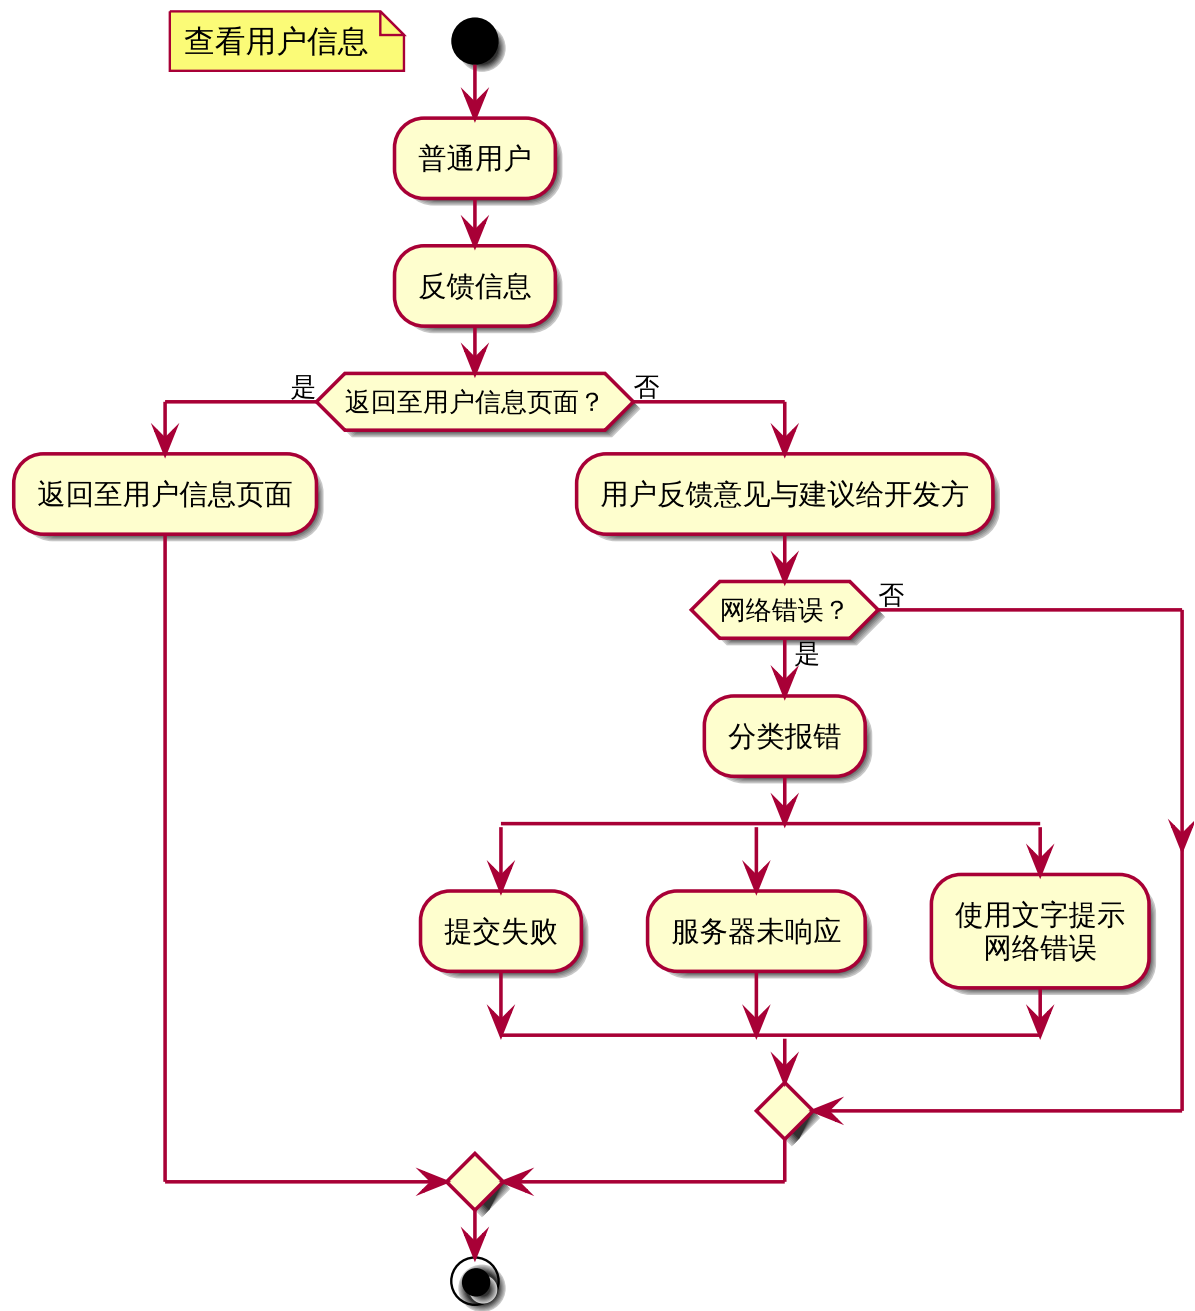 查看用户信息
普通用户
反馈信息
是
返回至用户信息页面？
否
返回至用户信息页面
用户反馈意见与建议给开发方
网络错误？
否
是
分类报错
提交失败
服务器未响应
使用文字提示
网络错误